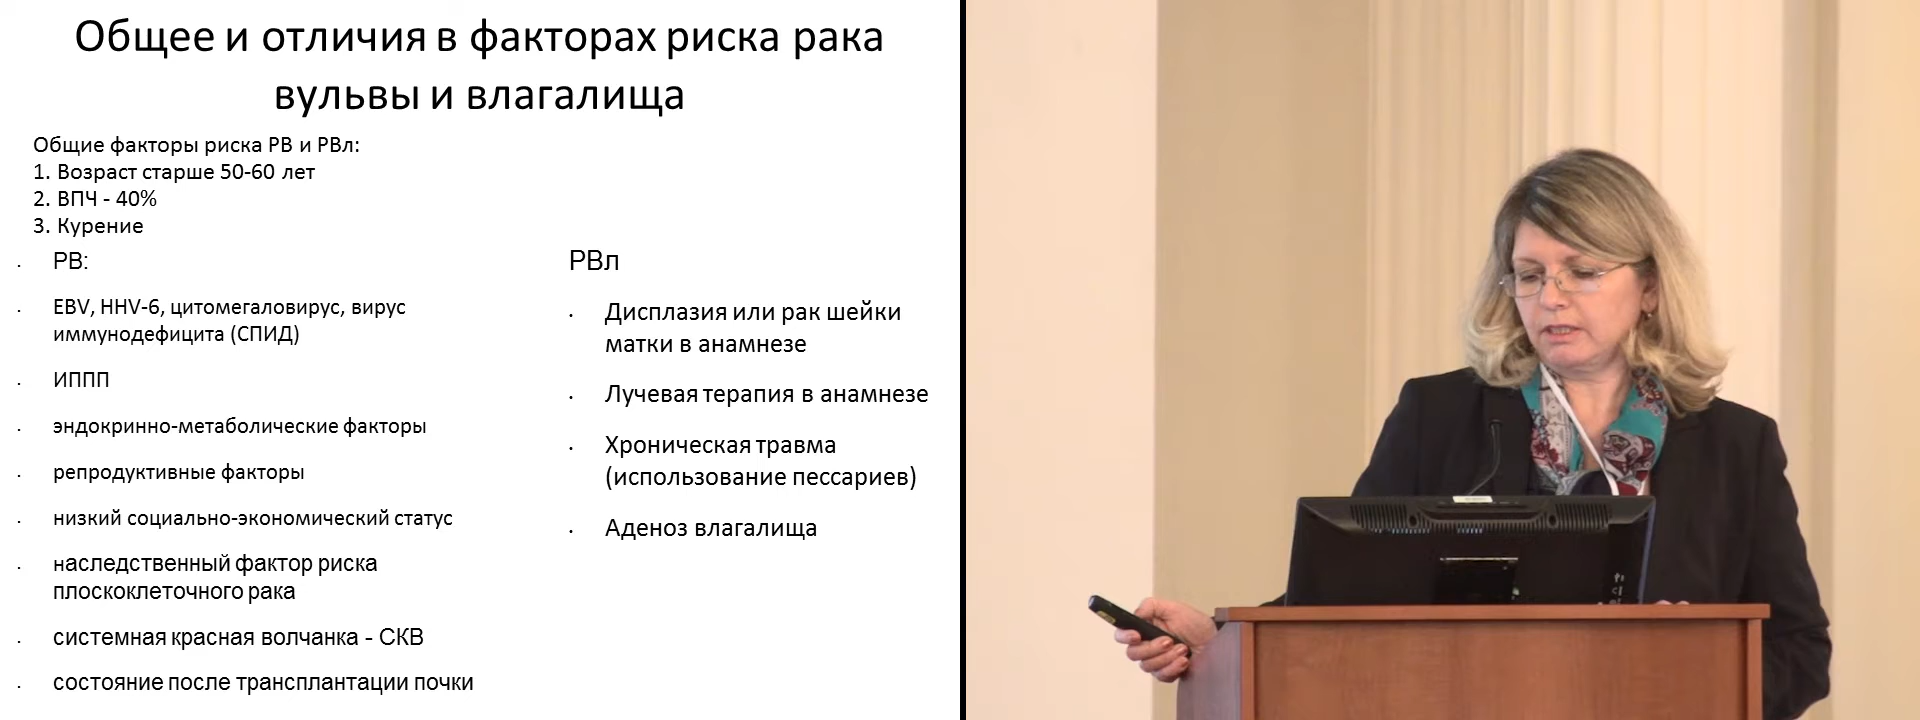 Общее и отличия в факторах риска рака
вульвы и влагалища
Общие факторы риска РВ и РВл:
1. Возраст старше 50-60 лет
2. ВПЧ - 40%
3. Курение
РВ:
EBV, HHV-6, цитомегаловирус, вирус
иммунодефицита (СПИД)
ИППП
эндокринно-метаболические факторы
репродуктивные факторы
низкий социально-экономический статус
наследственный фактор риска
плоскоклеточного рака
системная красная волчанка - СКВ
состояние после трансплантации почки
РВл
Дисплазия или рак шейки
матки в анамнезе
Лучевая терапия в анамнезе
Хроническая травма
(использование пессариев)
Аденоз влагалища